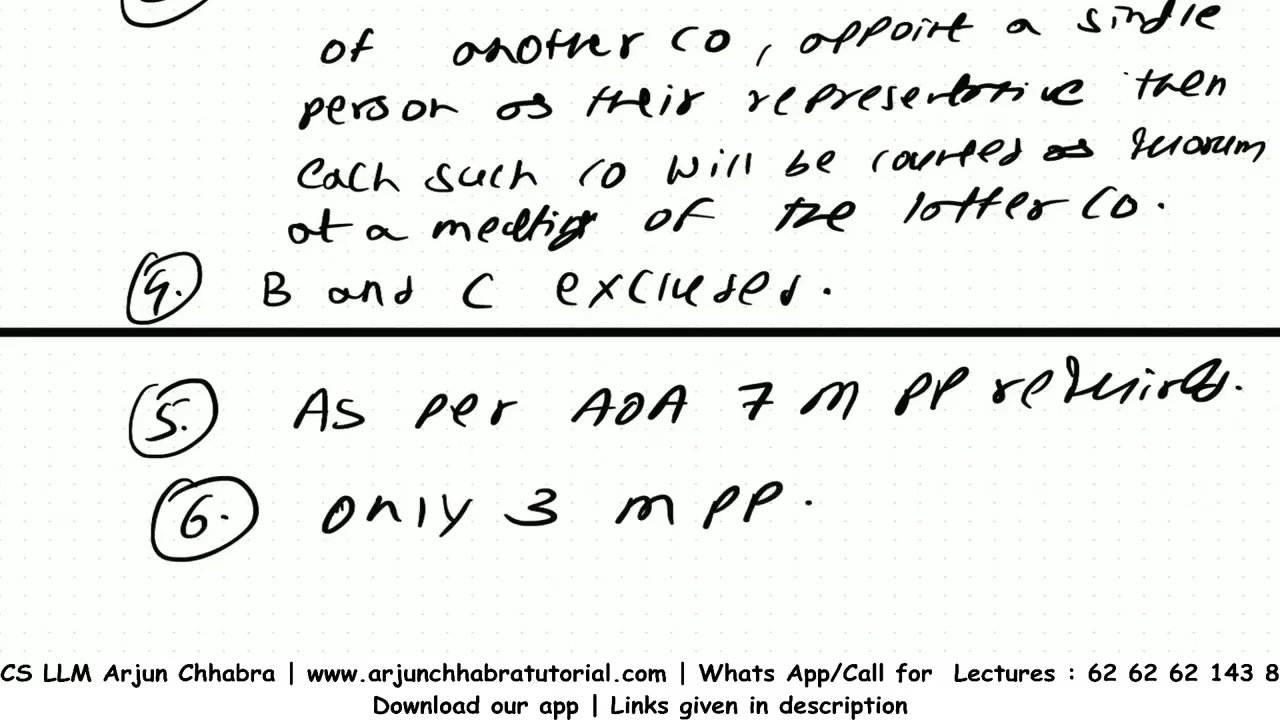 of another Co, appoint a single
person as their representative then
Each such Co will be counted as quorum
at a meeting of the latter Co.
4. B and C excluded.
5. As per AOA 7 m PP required.
6. only 3 m PP.
CS LLM Arjun Chhabra | www.arjunchhabratutorial.com | Whats App/Call for Lectures : 62 62 62 143 8
Download our app | Links given in description